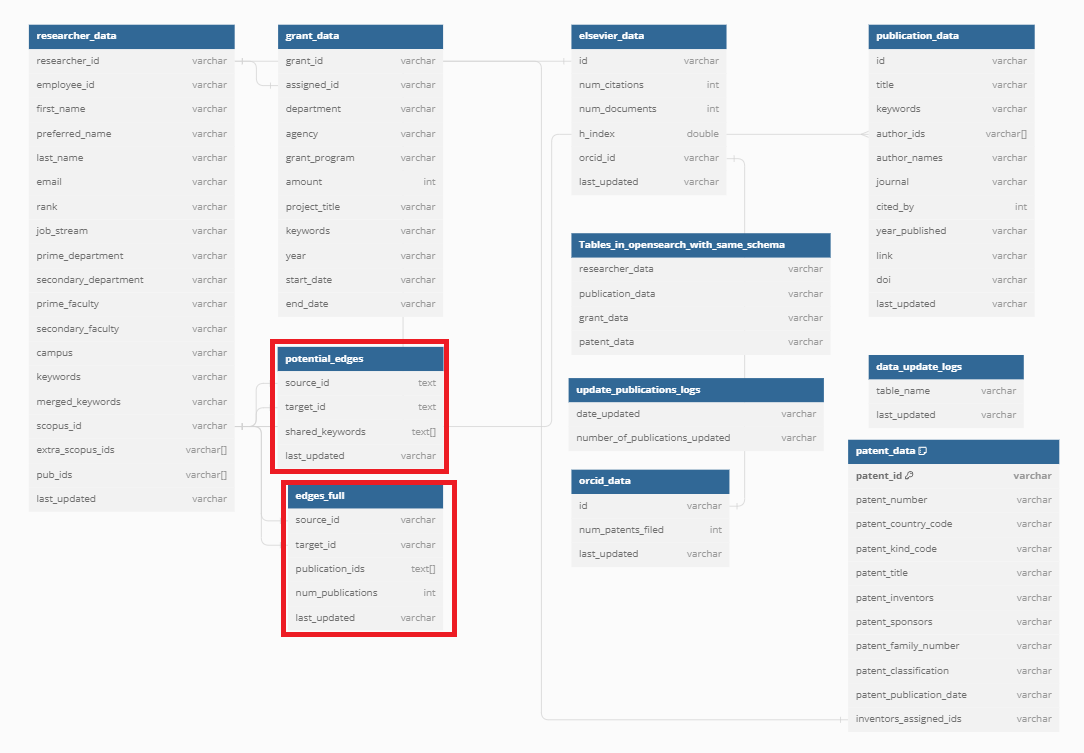 researcher_data
researcher_id varchar
employee_id varchar
first_name varchar
preferred_name varchar
last_name varchar
email varchar
rank varchar
job_stream varchar
prime_department varchar
secondary_department varchar
prime_faculty varchar
secondary_faculty varchar
campus varchar
keywords varchar
merged_keywords varchar
scopus_id varchar
extra_scopus_ids varchar[]
pub_ids varchar[]
last_updated varchar
grant_data
grant_id varchar
assigned_id varchar
department varchar
agency varchar
grant_program varchar
amount int
project_title varchar
keywords varchar
year varchar
start_date varchar
end_date varchar
potential_edges
source_id text
target_id text
shared_keywords text[]
last_updated varchar
edges_full
source_id varchar
target_id varchar
publication_ids text[]
num_publications int
last_updated varchar
elsevier_data
id varchar
num_citations int
num_documents int
h_index double
orcid_id varchar
last_updated varchar
Tables_in_opensearch_with_same_schema
researcher_data varchar
publication_data varchar
grant_data varchar
patent_data varchar
update_publications_logs
date_updated varchar
number_of_publications_updated varchar
orcid_data
id varchar
num_patents_filed int
last_updated varchar
publication_data
id varchar
title varchar
keywords varchar
author_ids varchar[]
author_names varchar
journal varchar
cited_by int
year_published varchar
link varchar
doi varchar
last_updated varchar
data_update_logs
table_name varchar
last_updated varchar
patent_data
patent_id varchar
patent_number varchar
patent_country_code varchar
patent_kind_code varchar
patent_title varchar
patent_inventors varchar
patent_sponsors varchar
patent_family_number varchar
patent_classification varchar
patent_publication_date varchar
inventors_assigned_ids varchar